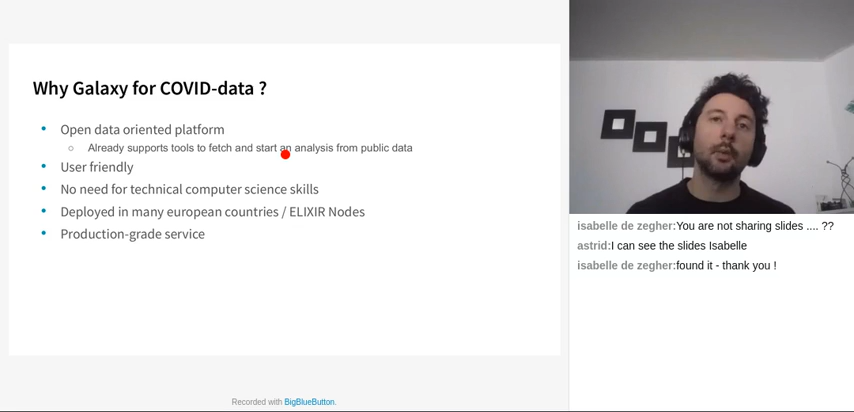 Why Galaxy for COVID-data ?
• Open data oriented platform
○ Already supports tools to fetch and start an analysis from public data
• User friendly
• No need for technical computer science skills
• Deployed in many european countries / ELIXIR Nodes
• Production-grade service
Recorded with BigBlueButton.
isabelle de zegher:You are not sharing slides .... ??
astrid:I can see the slides Isabelle
isabelle de zegher:found it - thank you !